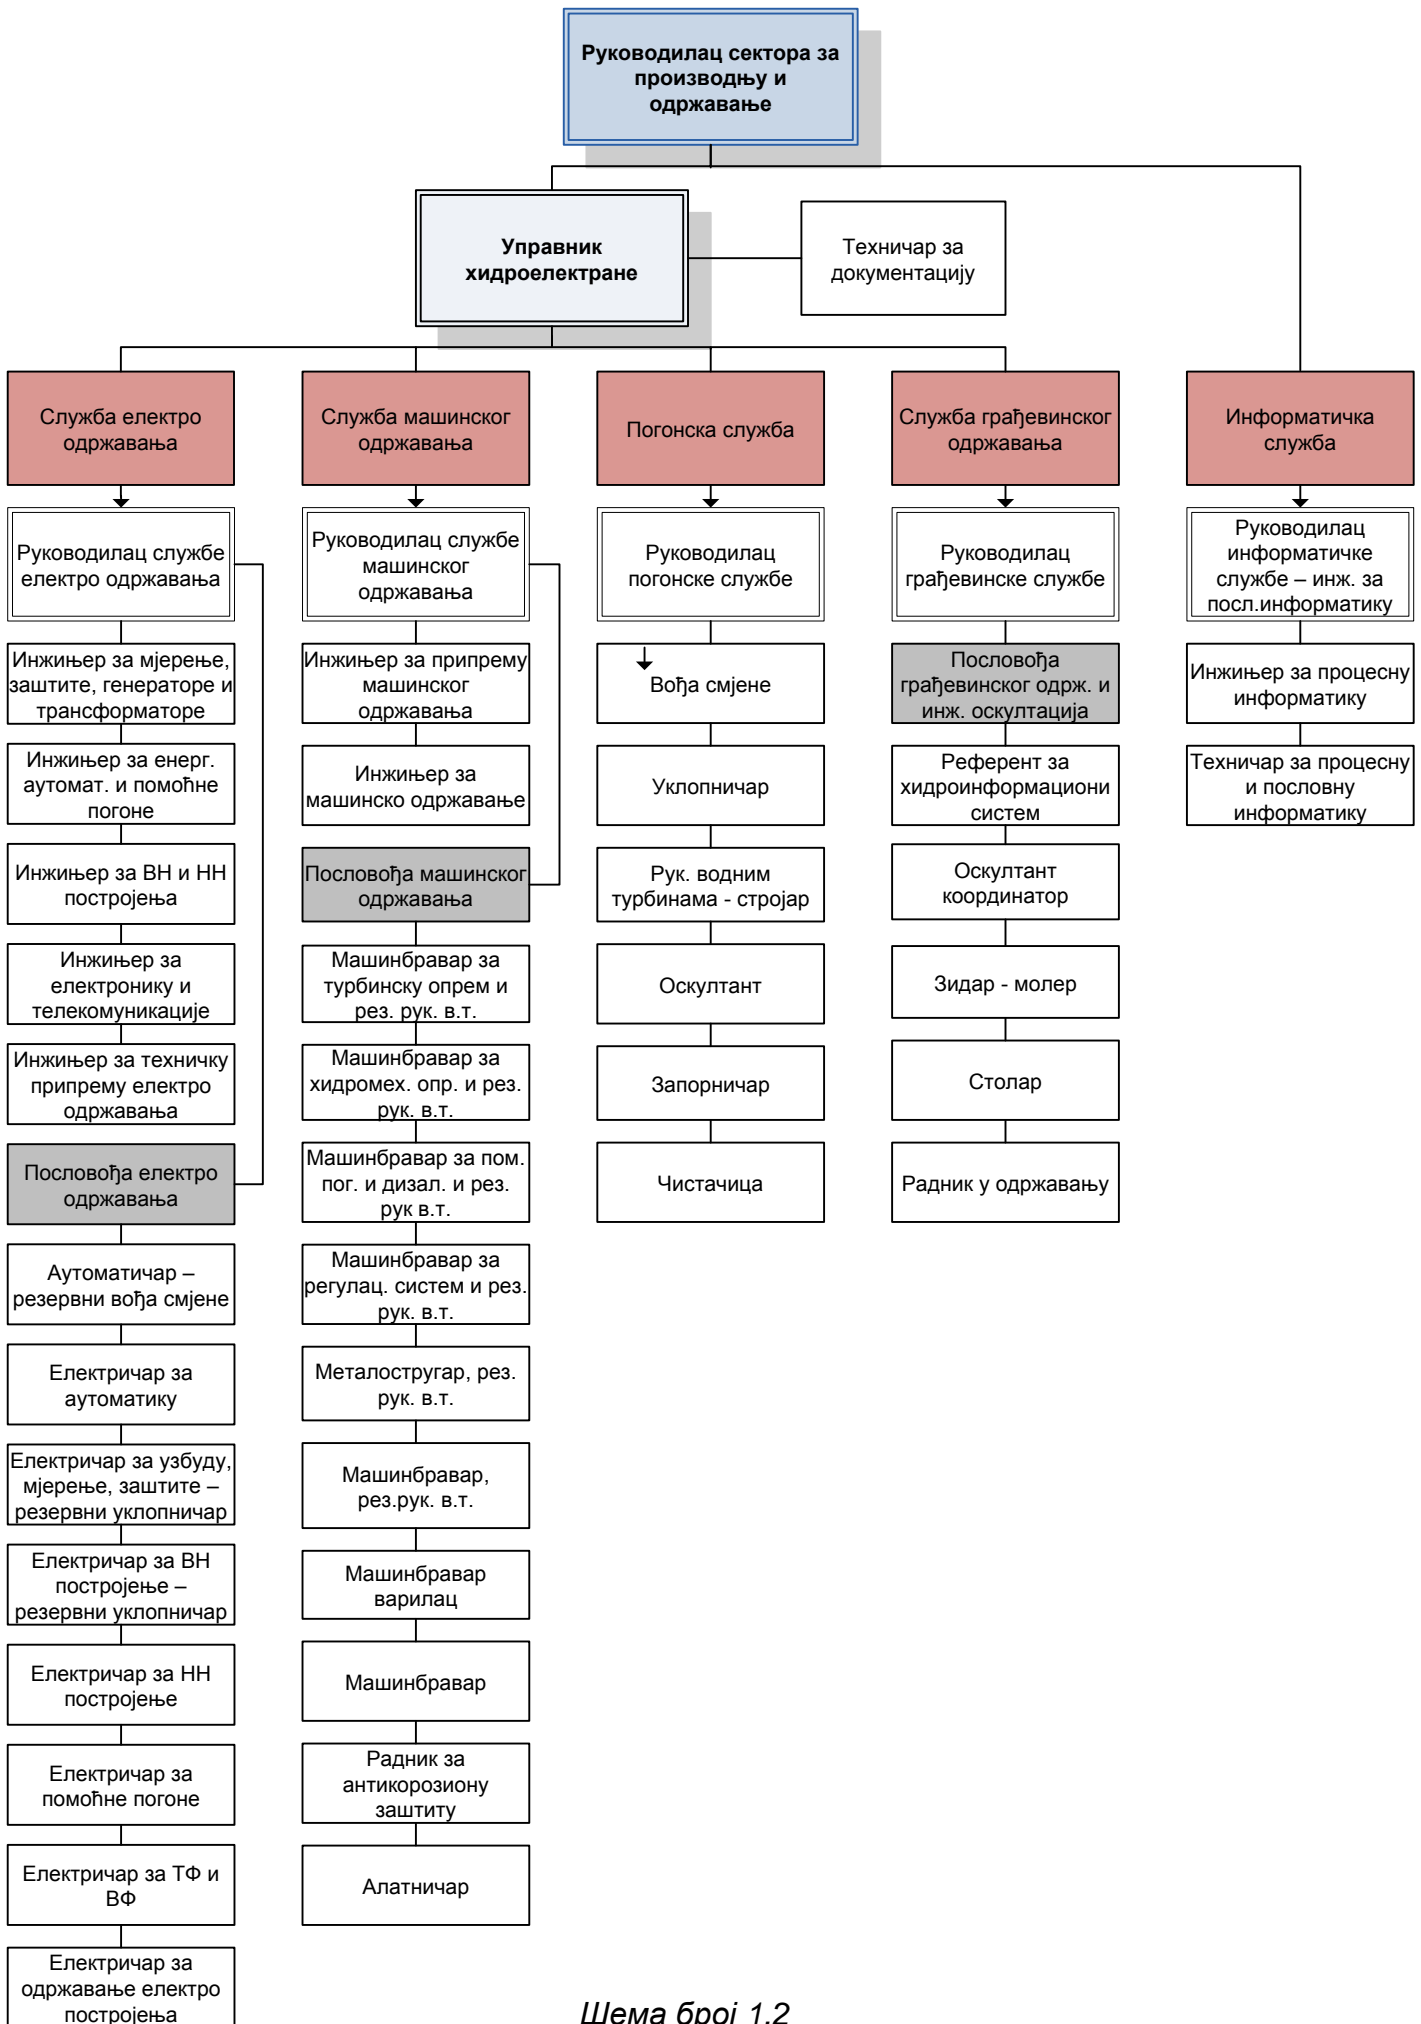 Руководилац сектора за
производњу и
одржавање
Управник
хидроелектране
Техничар за
документацију
Служба електро
одржавања
Служба машинског
одржавања
Погонска служба
Служба грађевинског
одржавања
Информатичка
служба
Руководилац службе
електро одржавања
Инжињер за мјерење,
заштите, генераторе и
трансформаторе
Инжињер за енерг.
аутомат. и помоћне
погоне
Инжињер за ВН и НН
постројења
Инжињер за
електронику и
телекомуникације
Инжињер за техничку
припрему електро
одржавања
Пословођа електро
одржавања
Аутоматичар –
резервни вођа смјене
Електричар за
аутоматику
Електричар за узбуду,
мјерење, заштите –
резервни уклопничар
Електричар за ВН
постројење –
резервни уклопничар
Електричар за НН
постројење
Електричар за
помоћне погоне
Електричар за ТФ и
ВФ
Електричар за
одржавање електро
постројења
Руководилац службе
машинског
одржавања
Инжињер за припрему
машинског
одржавања
Инжињер за
машинско одржавање
Пословођа машинског
одржавања
Машинбравар за
турбинску опрем и
рез. рук. в.т.
Машинбравар за
хидромех. опр. и рез.
рук. в.т.
Машинбравар за пом.
пог. и дизал. и рез.
рук в.т.
Машинбравар за
регулац. систем и рез.
рук. в.т.
Металостругар, рез.
рук. в.т.
Машинбравар,
рез.рук. в.т.
Машинбравар
варилац
Машинбравар
Радник за
антикорозиону
заштиту
Алатничар
Руководилац
погонске службе
Вођа смјене
Уклопничар
Рук. водним
турбинама - стројар
Оскултант
Запорничар
Чистачица
Руководилац
грађевинске службе
Пословођа
грађевинског одрж. и
инж. оскултација
Референт за
хидроинформациони
систем
Оскултант
координатор
Зидар - молер
Столар
Радник у одржавању
Руководилац
информатичке
службе – инж. за
посл.информатику
Инжињер за процесну
информатику
Техничар за процесну
и пословну
информатику
Шема број 1.2